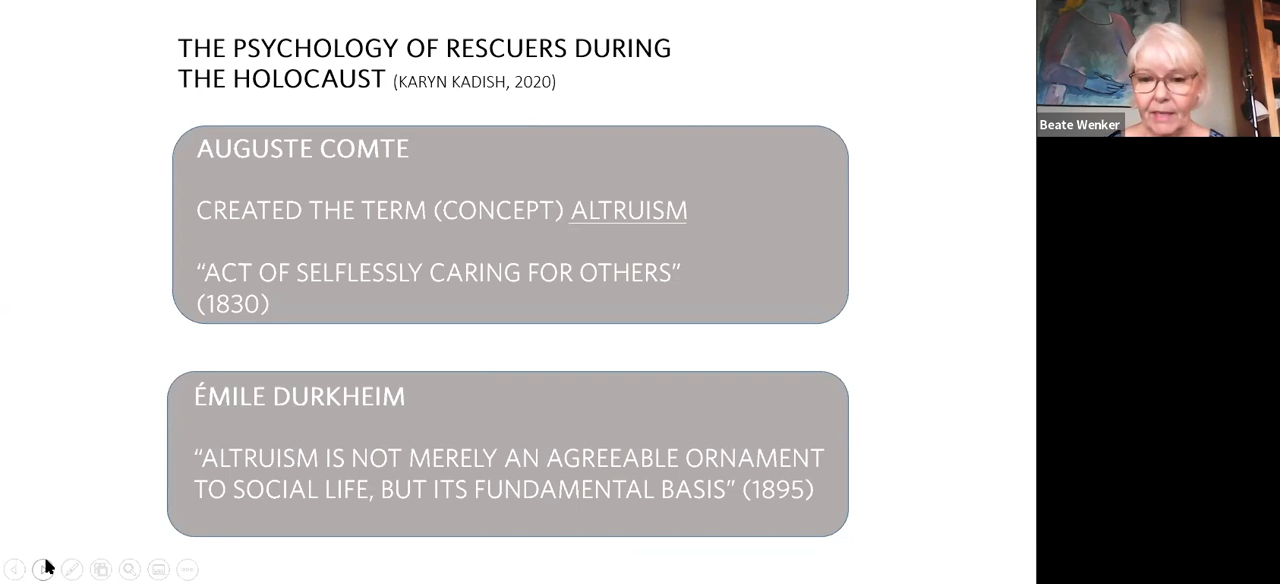 THE PSYCHOLOGY OF RESCUERS DURING
THE HOLOCAUST (KARYN KADISH, 2020)
AUGUSTE COMTE
CREATED THE TERM (CONCEPT) ALTRUISM
“ACT OF SELFLESSLY CARING FOR OTHERS”
(1830)
ÉMILE DURKHEIM
“ALTRUISM IS NOT MERELY AN AGREEABLE ORNAMENT
TO SOCIAL LIFE, BUT ITS FUNDAMENTAL BASIS” (1895)
Beate Wenker